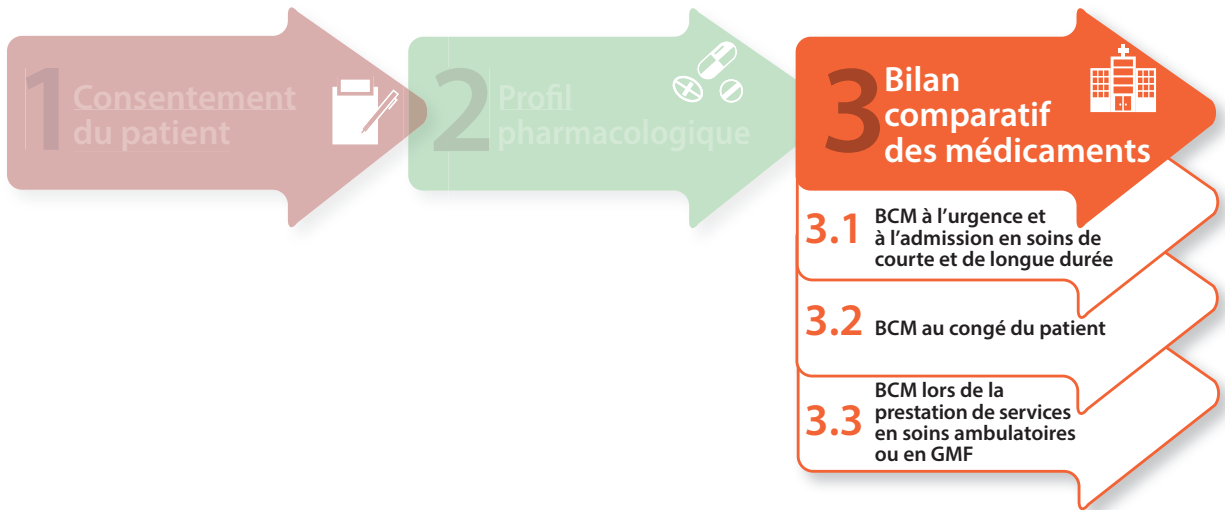 1
Consentement
du patient
2
Profil
pharmacologique
3
Bilan
comparatif
des médicaments
3.1
BCM à l’urgence et
à l’admission en soins de
courte et de longue durée
3.2
BCM au congé du patient
3.3
BCM lors de la
prestation de services
en soins ambulatoires
ou en GMF